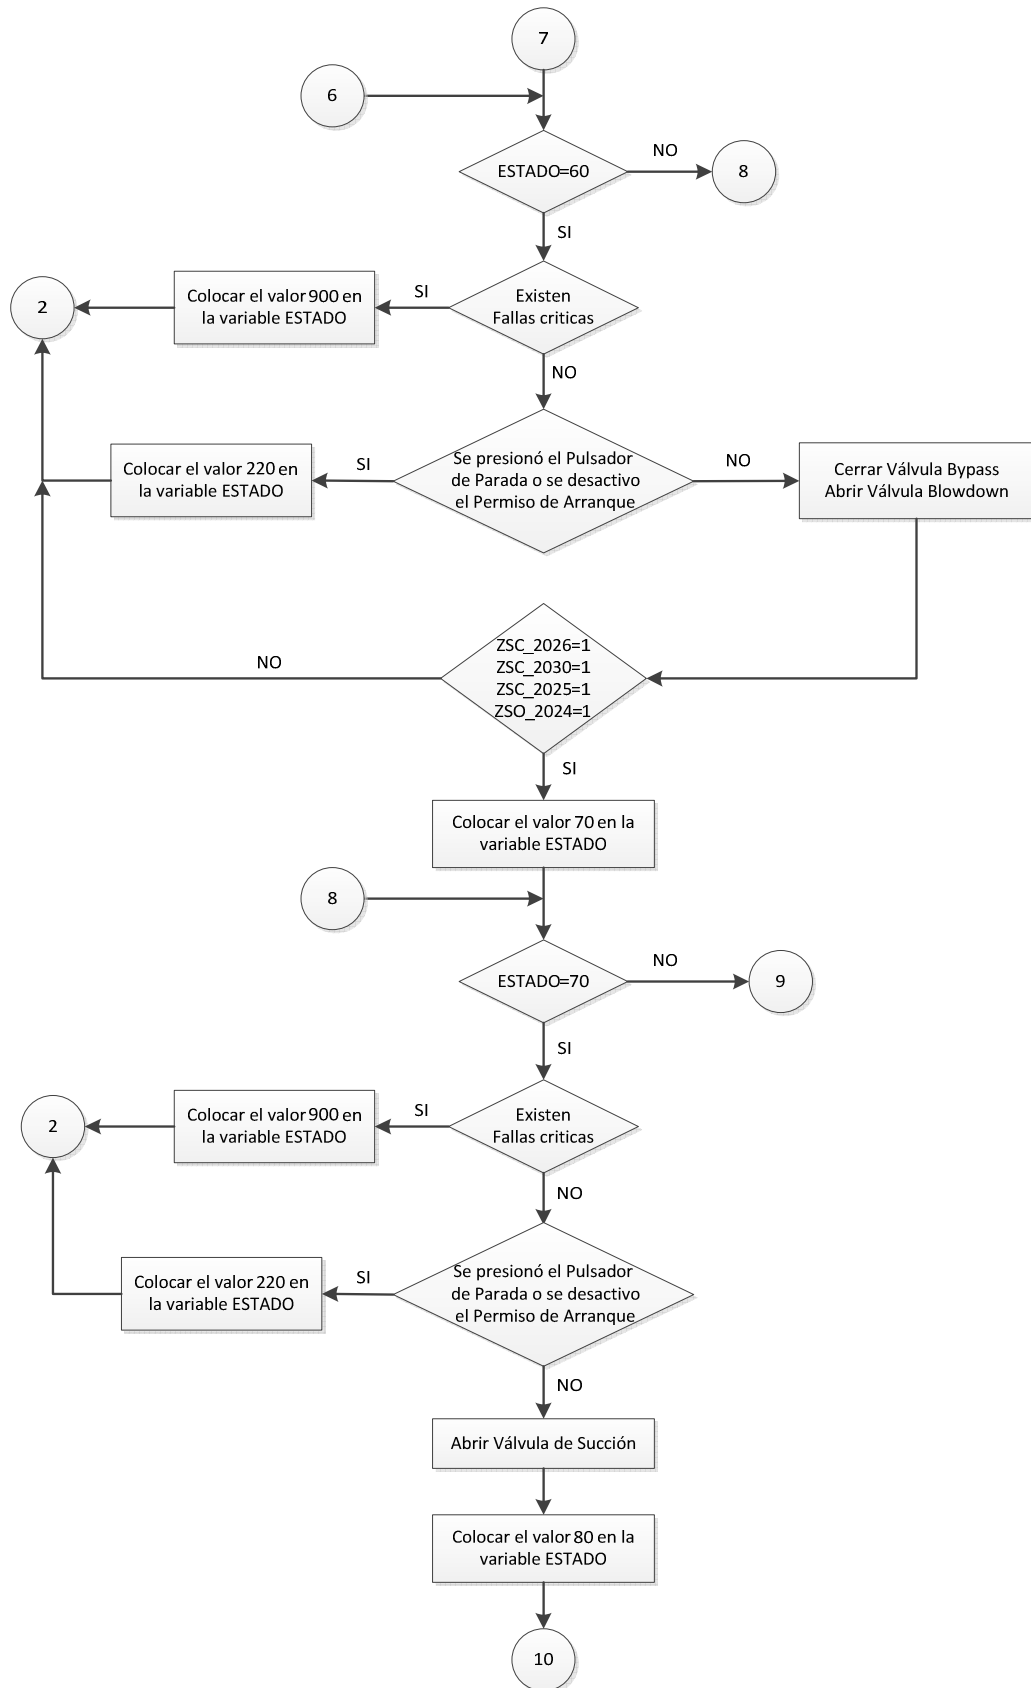 7
6
ESTADO=60
NO
8
SI
Existen
Fallas criticas
SI
Colocar el valor 900 en
la variable ESTADO
2
NO
Se presionó el Pulsador
de Parada o se desactivo
el Permiso de Arranque
SI
Colocar el valor 220 en
la variable ESTADO
NO
Cerrar Válvula Bypass
Abrir Válvula Blowdown
ZSC_2026=1
ZSC_2030=1
ZSC_2025=1
ZSO_2024=1
NO
SI
Colocar el valor 70 en la
variable ESTADO
8
ESTADO=70
NO
9
SI
Existen
Fallas criticas
SI
Colocar el valor 900 en
la variable ESTADO
2
NO
Se presionó el Pulsador
de Parada o se desactivo
el Permiso de Arranque
SI
Colocar el valor 220 en
la variable ESTADO
NO
Abrir Válvula de Succión
Colocar el valor 80 en la
variable ESTADO
10